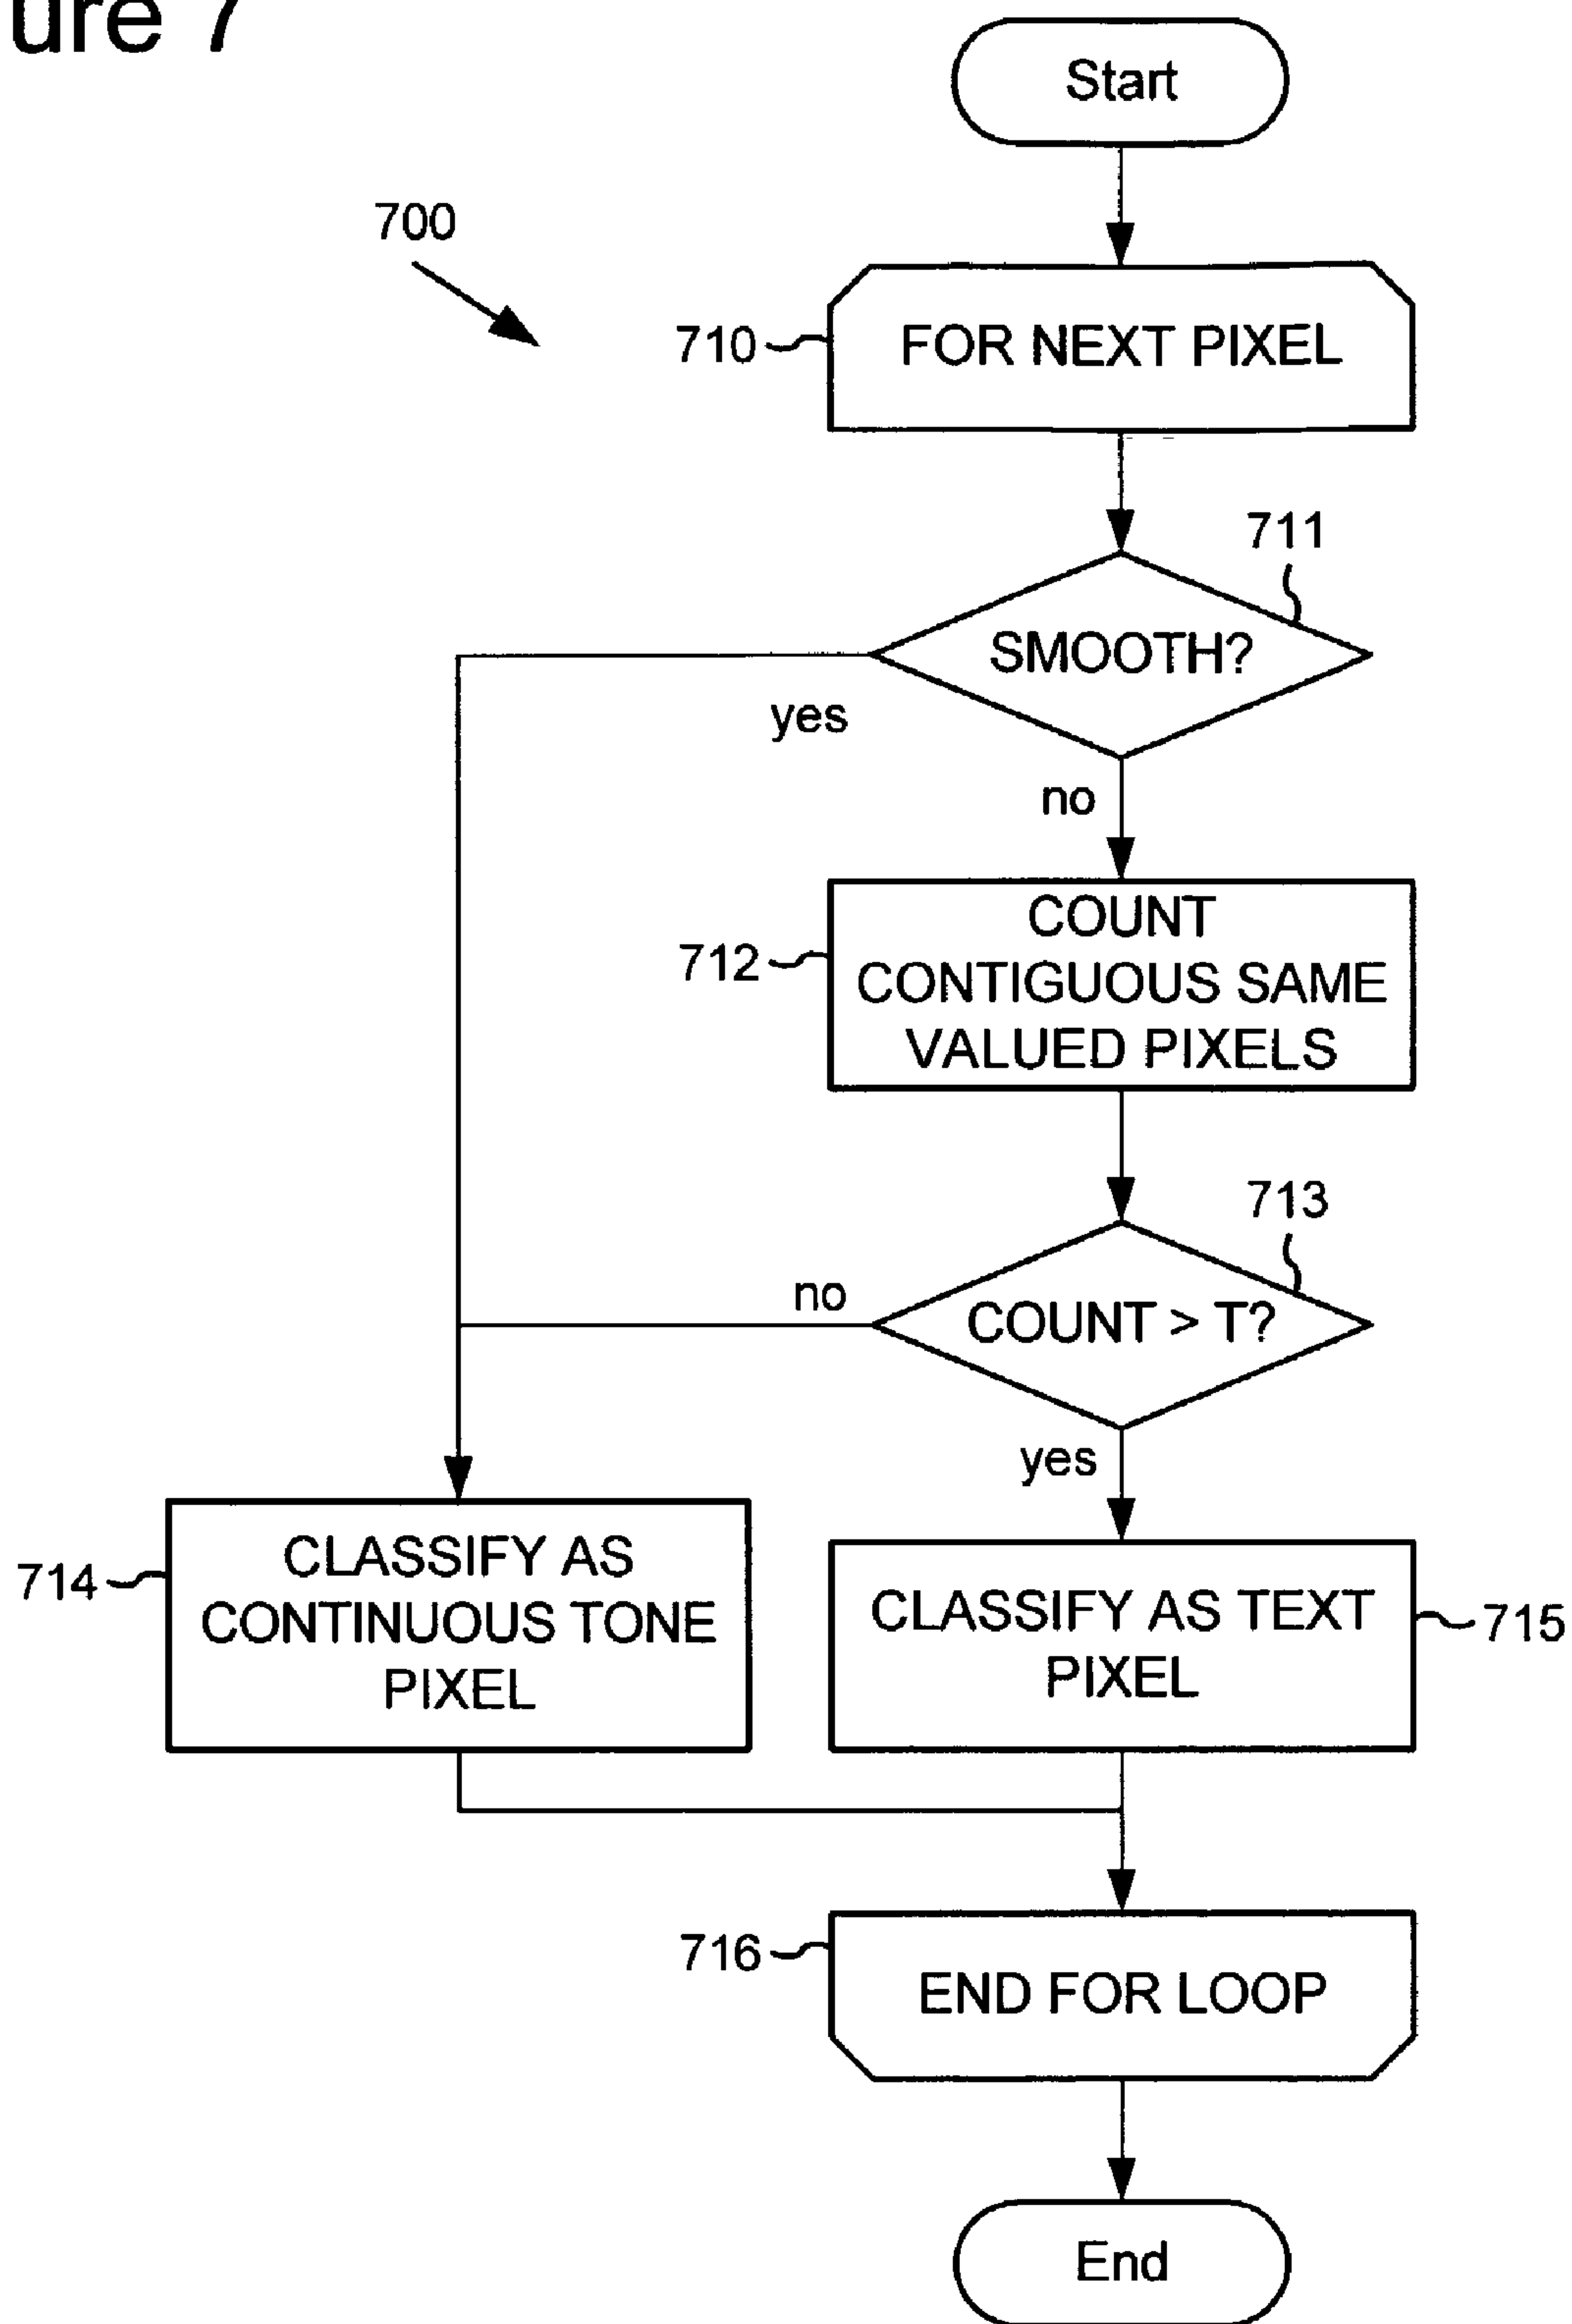 ure 7
Start
700
710
FOR NEXT PIXEL
711
SMOOTH?
yes
no
712
COUNT
CONTIGUOUS SAME
VALUED PIXELS
713
no
COUNT > T?
yes
714
CLASSIFY AS
CONTINUOUS TONE
PIXEL
CLASSIFY AS TEXT
PIXEL
715
716
END FOR LOOP
End